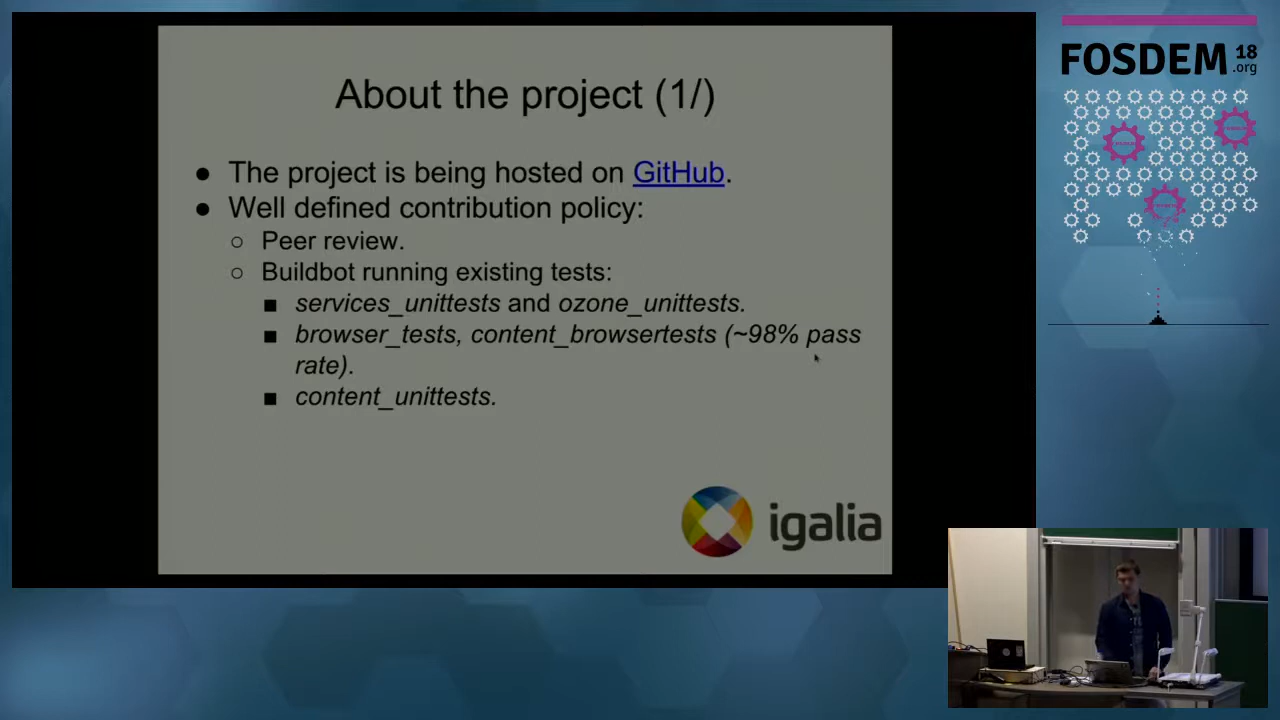 About the project (1/)
● The project is being hosted on GitHub.
● Well defined contribution policy:
○ Peer review.
○ Buildbot running existing tests:
■ services_unittests and ozone_unittests.
■ browser_tests, content_browsertests (~98% pass
rate).
■ content_unittests.
igalia
FOSDEM 18
.org